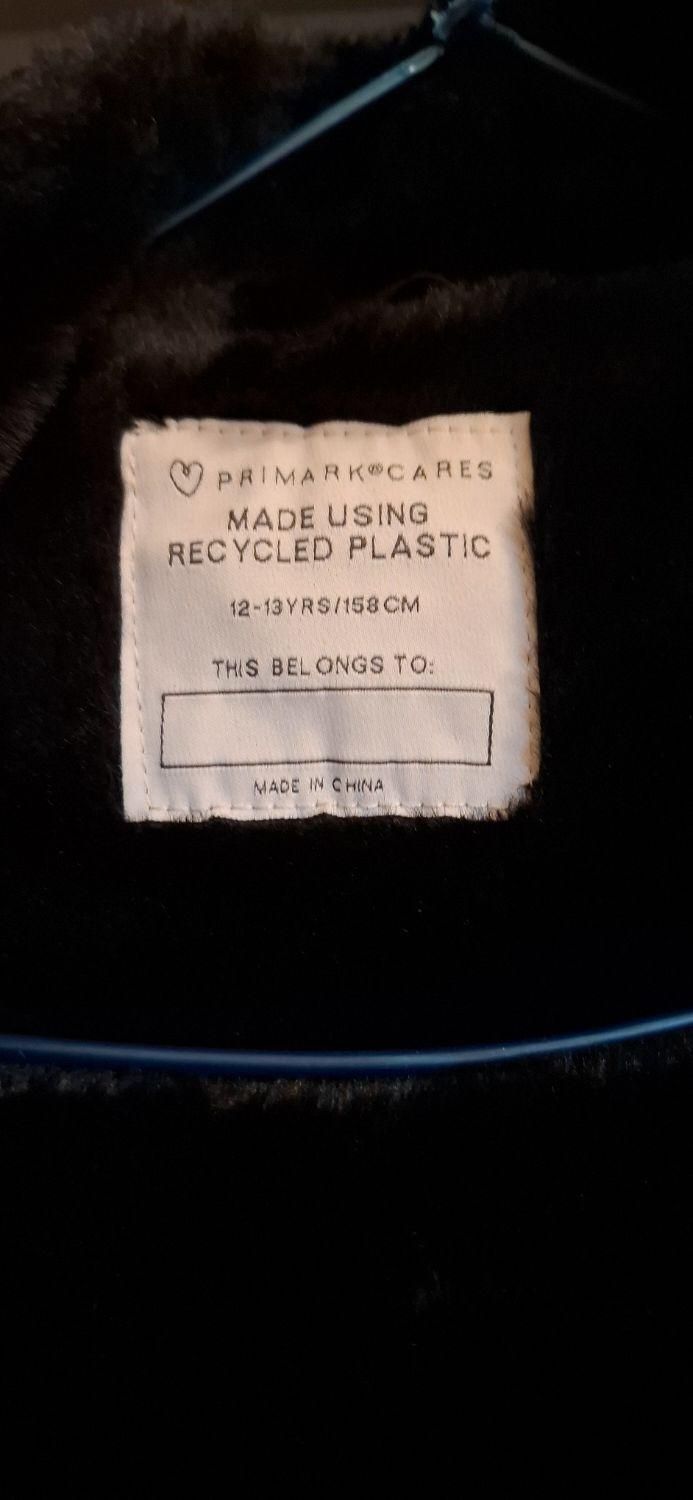 PRIMARK®CARES
MADE USING
RECYCLED PLASTIC
12-13YRS/158CM
THIS BELONGS TO:
MADE IN CHINA